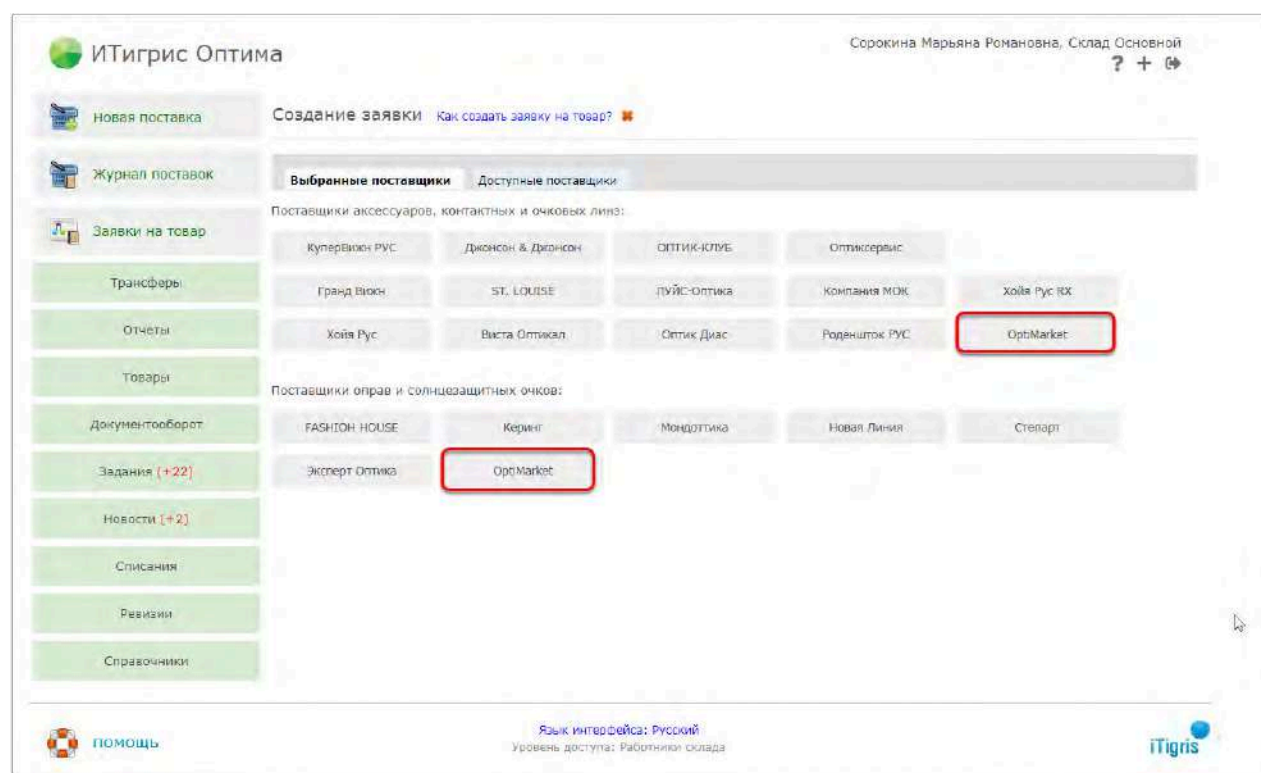 ИТигрис Оптима
Сорокина Марьяна Романовна, Склад Основной
? +
Новая поставка
Создание заявки Как создать заявку на товар?
Журнал поставок
Выбранные поставщики Доступные поставщики
Поставщики аксессуаров, контактных и очковых линз:
Заявки на товар
КуперВижн РУС Джонсон & Джонсон ОПТИК-КЛУБ Оптиксервис
Трансферы
Гранд Вижн ST. LOUISE ЛУЙС-Оптика Компания МОК Хойя Рус RX
Отчеты
Хойя Рус Виста Оптикал Оптик Диас Роденшток РУС OptiMarket
Товары
Поставщики оправ и солнцезащитных очков:
Документооборот
FASHION HOUSE Керинг Мондоттика Новая Линия Степарт
Задания [+22]
Эксперт Оптика OptiMarket
Новости [+2]
Списания
Ревизии
Справочники
ПОМОЩЬ
Язык интерфейса: Русский
Уровень доступа: Работники склада
iTigris